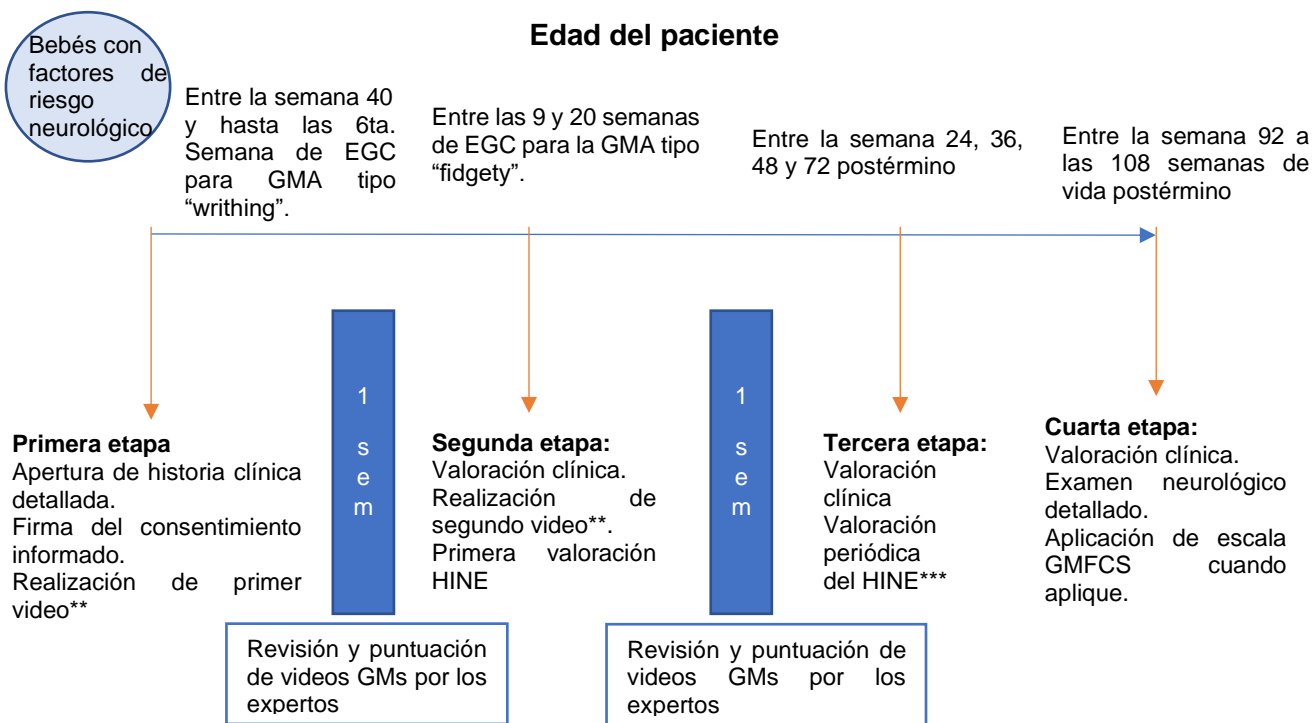 Edad del paciente
Bebés con
factores de
riesgo
neurológico
Entre la semana 40
y hasta las 6ta.
Semana de EGC
para GMA tipo
“writhing”.
Entre las 9 y 20 semanas
de EGC para la GMA tipo
“fidgety”.
Entre la semana 24, 36,
48 y 72 postérmino
Entre la semana 92 a
las 108 semanas de
vida postérmino
Primera etapa
Apertura de historia clínica
detallada.
Firma del consentimiento
informado.
Realización de primer
video**
1
s
e
m
Segunda etapa:
Valoración clínica.
Realización de
segundo video**.
Primera valoración
HINE
1
s
e
m
Tercera etapa:
Valoración
clínica
Valoración
periódica
del HINE***
Cuarta etapa:
Valoración clínica.
Examen neurológico
detallado.
Aplicación de escala
GMFCS cuando
aplique.
Revisión y puntuación
de videos GMs por los
expertos
Revisión y puntuación de
videos GMs por los
expertos